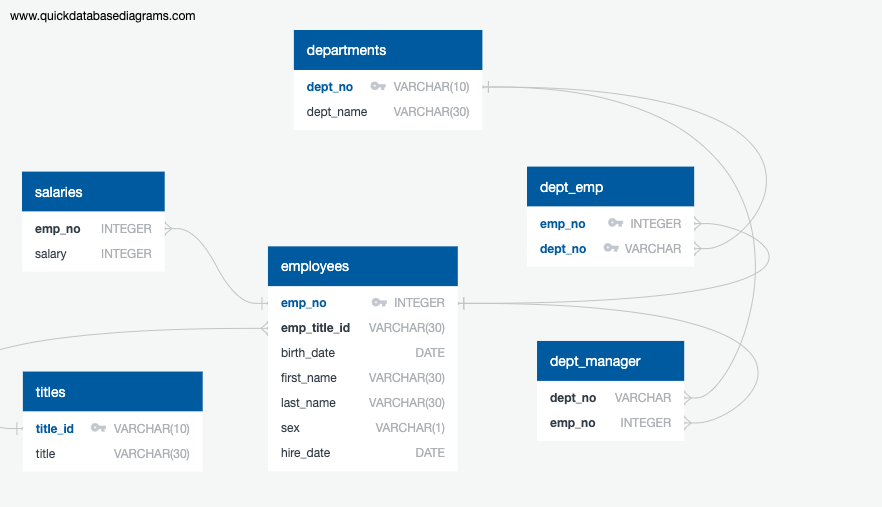 www.quickdatabasediagrams.com
departments
dept_no VARCHAR(10)
dept_name VARCHAR(30)
salaries
emp_no INTEGER
salary INTEGER
dept_emp
emp_no INTEGER
dept_no VARCHAR
employees
emp_no INTEGER
emp_title_id VARCHAR(30)
birth_date DATE
first_name VARCHAR(30)
last_name VARCHAR(30)
sex VARCHAR(1)
hire_date DATE
titles
title_id VARCHAR(10)
title VARCHAR(30)
dept_manager
dept_no VARCHAR
emp_no INTEGER